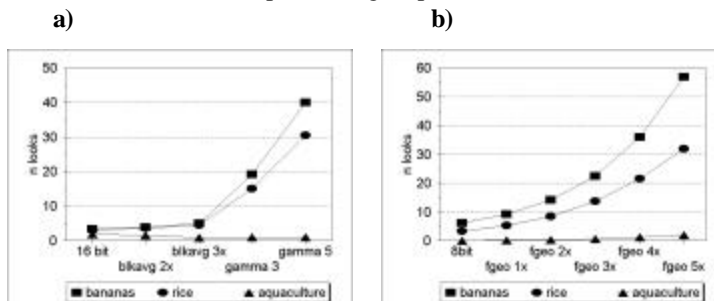 a) b)
50
40
30
20
10
0
n looks
16 bit blkavg 3x gamma 5
blkavg 2x gamma 3
bananas rice aquaculture
60
50
40
30
20
10
0
n looks
8bit fgeo 2x fgeo 4x
fgeo 1x fgeo 3x fgeo 5x
bananas rice aquaculture